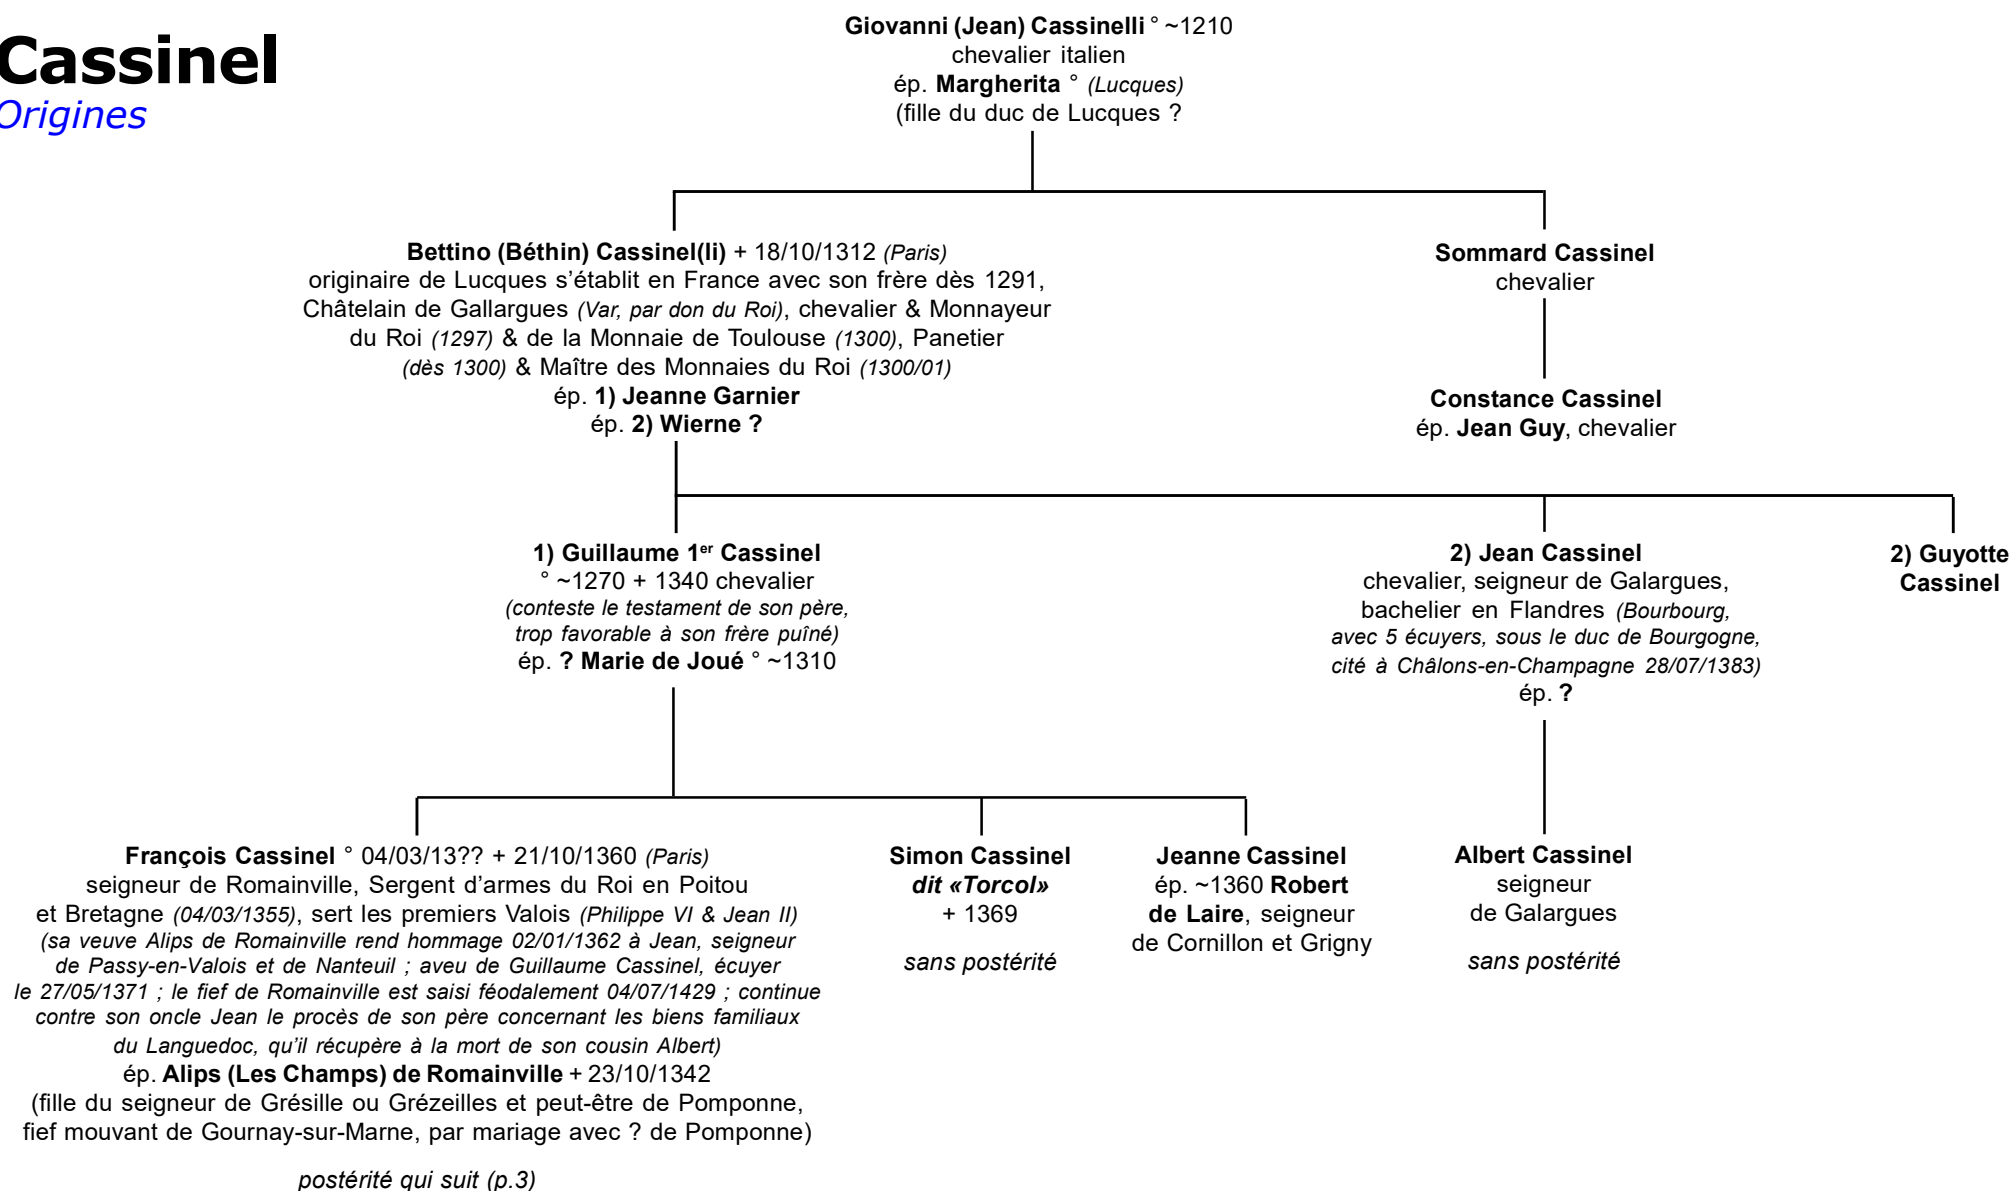 Cassinel
Origines
Giovanni (Jean) Cassinelli ° ~1210
chevalier italien
ép. Margherita ° (Lucques)
(fille du duc de Lucques ?
Bettino (Béthin) Cassinel(li) + 18/10/1312 (Paris)
originaire de Lucques s’établit en France avec son frère dès 1291,
Châtelain de Gallargues (Var, par don du Roi), chevalier & Monnayeur
du Roi (1297) & de la Monnaie de Toulouse (1300), Panetier
(dès 1300) & Maître des Monnaies du Roi (1300/01)
ép. 1) Jeanne Garnier
ép. 2) Wierne ?
Sommard Cassinel
chevalier
Constance Cassinel
ép. Jean Guy, chevalier
1) Guillaume 1er Cassinel
° ~1270 + 1340 chevalier
(conteste le testament de son père,
trop favorable à son frère puîné)
ép. ? Marie de Joué ° ~1310
2) Jean Cassinel
chevalier, seigneur de Galargues,
bachelier en Flandres (Bourbourg,
avec 5 écuyers, sous le duc de Bourgogne,
cité à Châlons-en-Champagne 28/07/1383)
ép. ?
2) Guyotte
Cassinel
François Cassinel ° 04/03/13?? + 21/10/1360 (Paris)
seigneur de Romainville, Sergent d'armes du Roi en Poitou
et Bretagne (04/03/1355), sert les premiers Valois (Philippe VI & Jean II)
(sa veuve Alips de Romainville rend hommage 02/01/1362 à Jean, seigneur
de Passy-en-Valois et de Nanteuil ; aveu de Guillaume Cassinel, écuyer
le 27/05/1371 ; le fief de Romainville est saisi féodalement 04/07/1429 ; continue
contre son oncle Jean le procès de son père concernant les biens familiaux
du Languedoc, qu’il récupère à la mort de son cousin Albert)
ép. Alips (Les Champs) de Romainville + 23/10/1342
(fille du seigneur de Grésille ou Grézeilles et peut-être de Pomponne,
fief mouvant de Gournay-sur-Marne, par mariage avec ? de Pomponne)
postérité qui suit (p.3)
Simon Cassinel
dit «Torcol»
+ 1369
sans postérité
Jeanne Cassinel
ép. ~1360 Robert
de Laire, seigneur
de Cornillon et Grigny
Albert Cassinel
seigneur
de Galargues
sans postérité